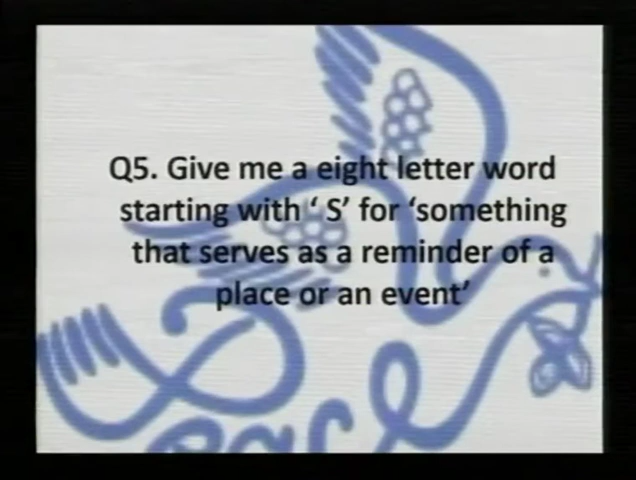 Q5. Give me a eight letter word
starting with ‘ S’ for ‘something
that serves as a reminder of a
place or an event’
Peace